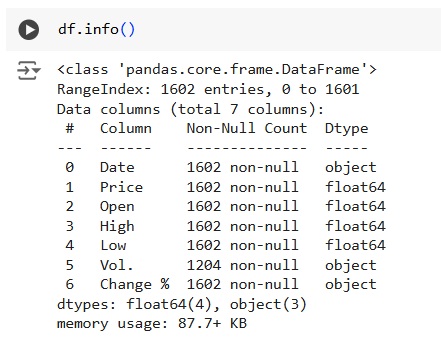 df.info()
<class 'pandas.core.frame.DataFrame'>
RangeIndex: 1602 entries, 0 to 1601
Data columns (total 7 columns):
 #   Column    Non-Null Count  Dtype
---  ------    --------------  -----
 0   Date      1602 non-null   object
 1   Price     1602 non-null   float64
 2   Open      1602 non-null   float64
 3   High      1602 non-null   float64
 4   Low       1602 non-null   float64
 5   Vol.      1204 non-null   object
 6   Change %  1602 non-null   object
dtypes: float64(4), object(3)
memory usage: 87.7+ KB